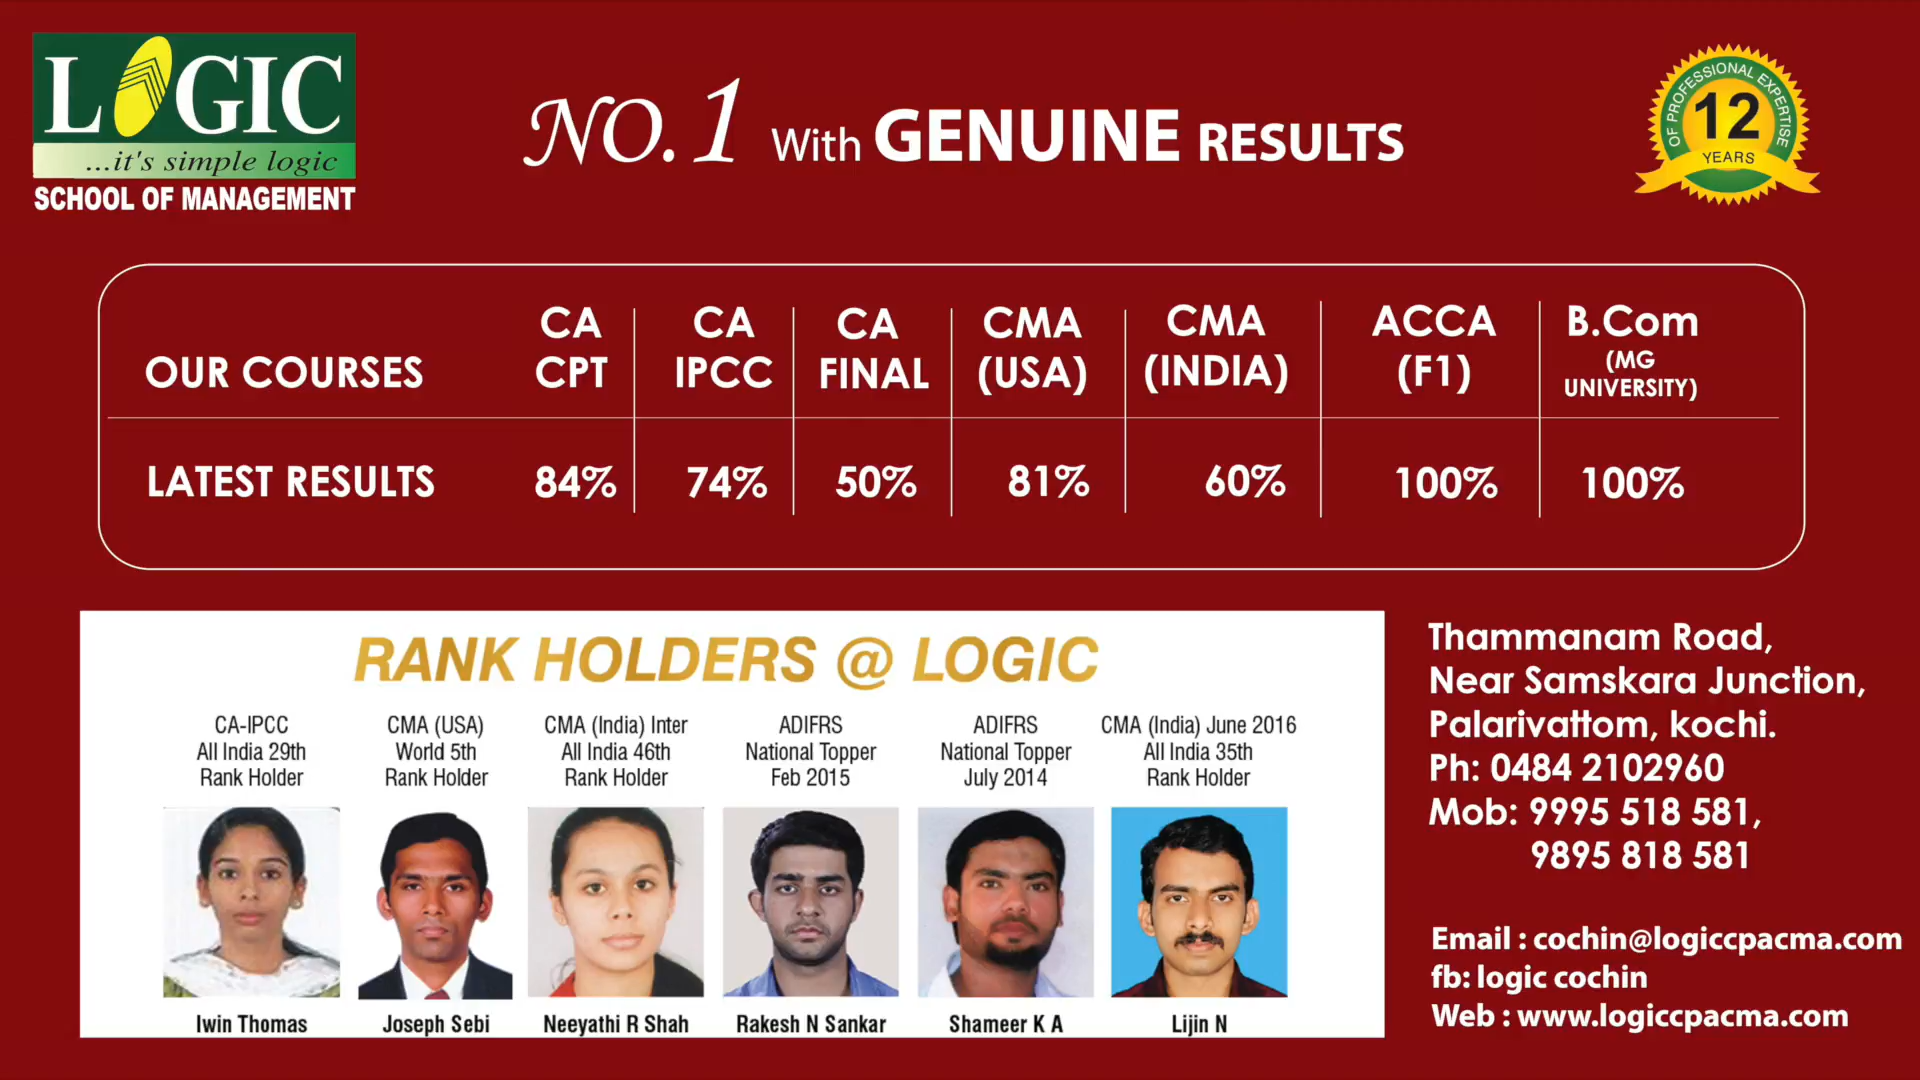 LOGIC
...it's simple logic
SCHOOL OF MANAGEMENT
NO.1 With GENUINE RESULTS
OF PROFESSIONAL EXPERTISE
12
YEARS
OUR COURSES
CA CPT
CA IPCC
CA FINAL
CMA (USA)
CMA (INDIA)
ACCA (F1)
B.Com (MG UNIVERSITY)
LATEST RESULTS 84% 74% 50% 81% 60% 100% 100%
RANK HOLDERS @ LOGIC
CA-IPCC
All India 29th
Rank Holder
Iwin Thomas
CMA (USA)
World 5th
Rank Holder
Joseph Sebi
CMA (India) Inter
All India 46th
Rank Holder
Neeyathi R Shah
ADIFRS
National Topper
Feb 2015
Rakesh N Sankar
ADIFRS
National Topper
July 2014
Shameer K A
CMA (India) June 2016
All India 35th
Rank Holder
Lijin N
Thammanam Road,
Near Samskara Junction,
Palarivattom, kochi.
Ph: 0484 2102960
Mob: 9995 518 581,
9895 818 581
Email : cochin@logiccpacma.com
fb: logic cochin
Web : www.logiccpacma.com